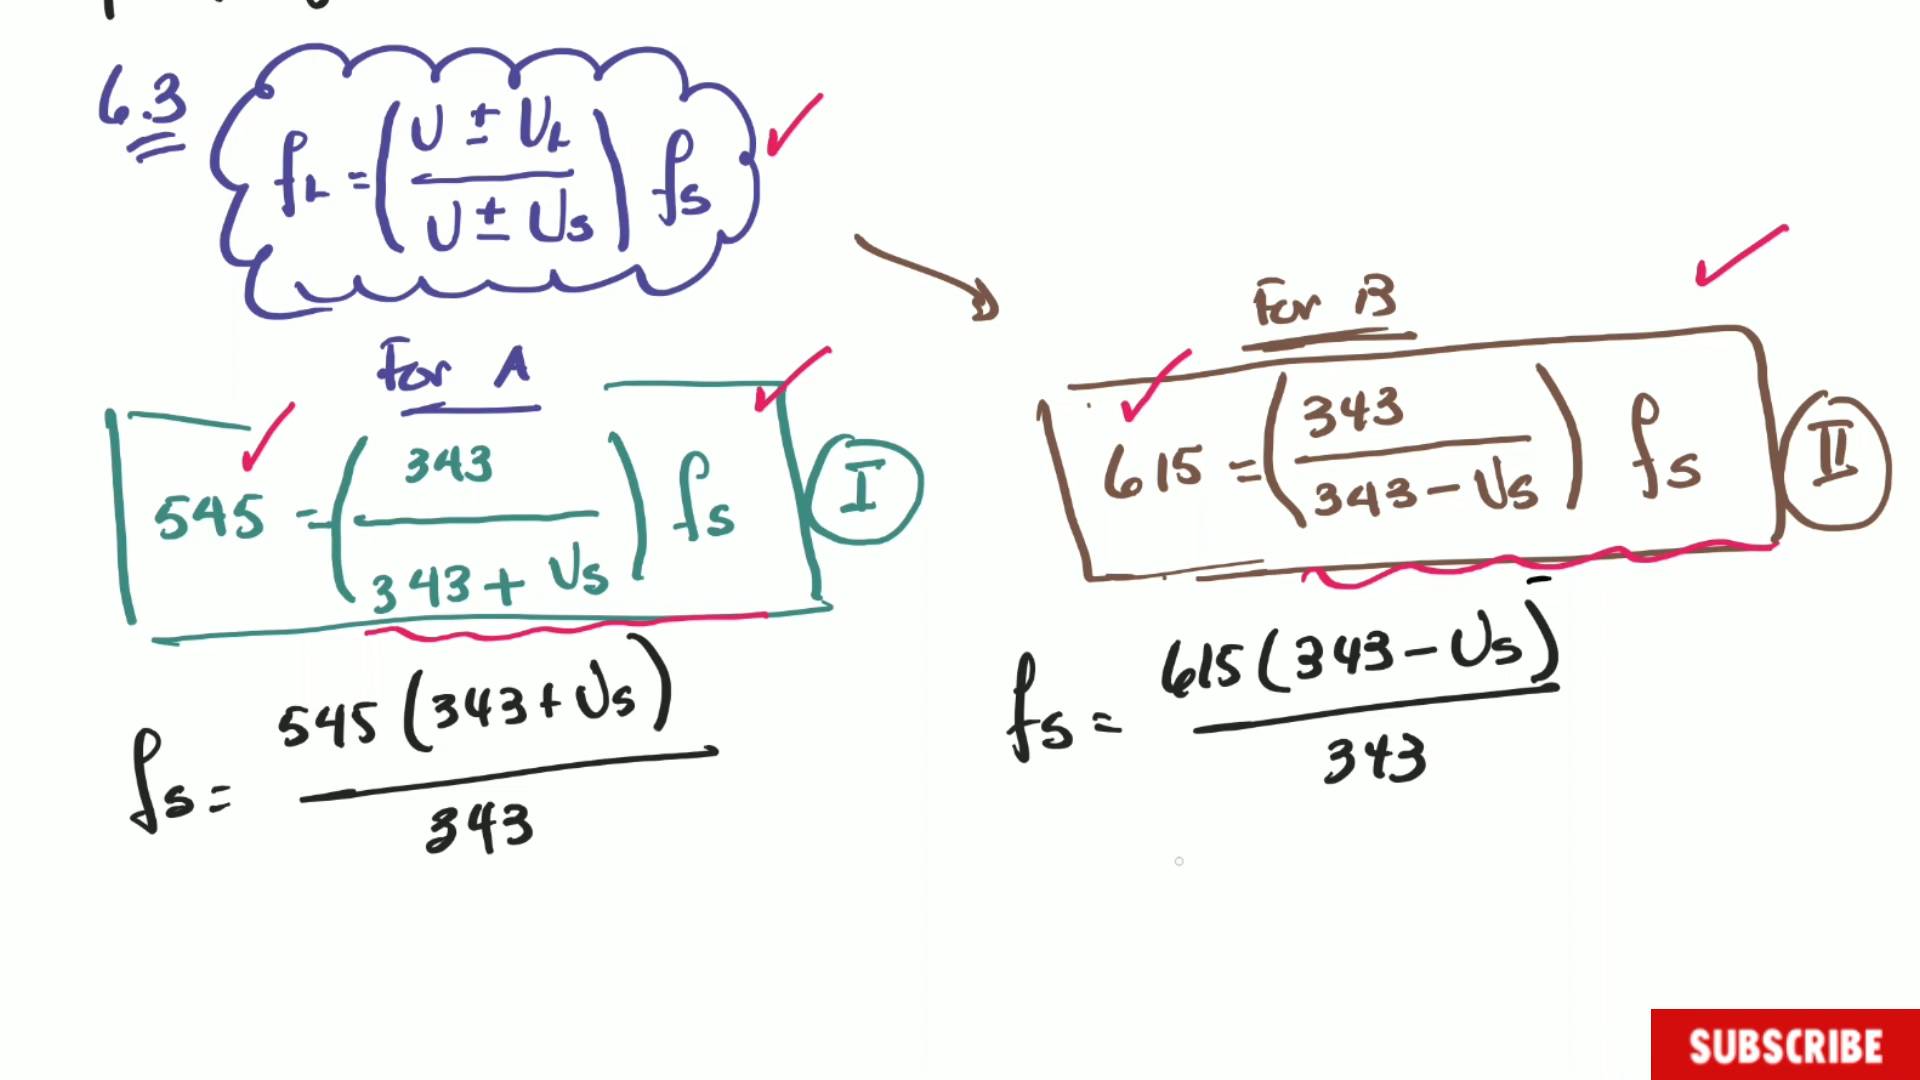 6.3
fL = (V ± VL / V ± Vs) fs
For A
545 = (343 / 343 + Vs) fs
I
fs = 545 (343 + Vs) / 343
For B
615 = (343 / 343 - Vs) fs
II
fs = 615 (343 - Vs) / 343
SUBSCRIBE